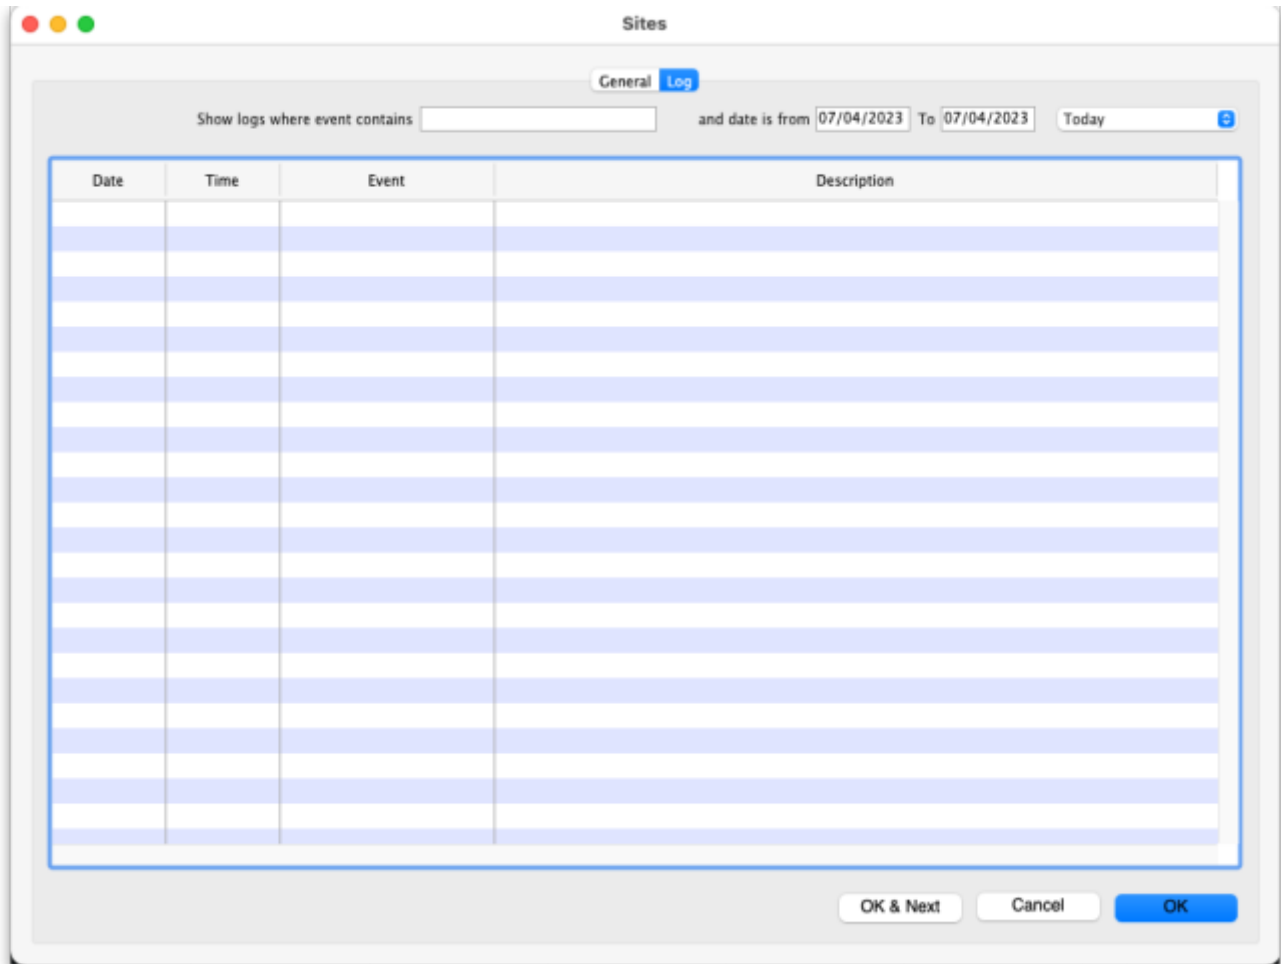 Sites
General Log
Show logs where event contains and date is from 07/04/2023 To 07/04/2023 Today
Date Time Event Description
OK & Next Cancel OK